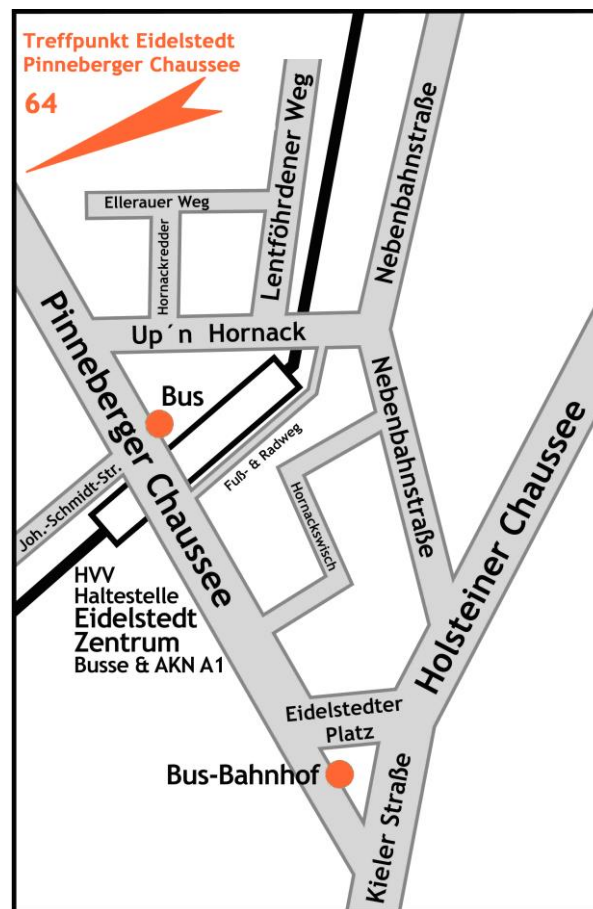 Treffpunkt Eidelstedt
Pinneberger Chaussee
64
Ellerauer Weg
Hornackredder
Lentföhrdener Weg
Nebenbahnstraße
Up´n Hornack
Pinneberger Chaussee
Bus
Joh.-Schmidt-Str.
Fuß- & Radweg
Hornackswisch
Nebenbahnstraße
Holsteiner Chaussee
HVV
Haltestelle
Eidelstedt
Zentrum
Busse & AKN A1
Eidelstedter
Platz
Bus-Bahnhof
Kieler Straße